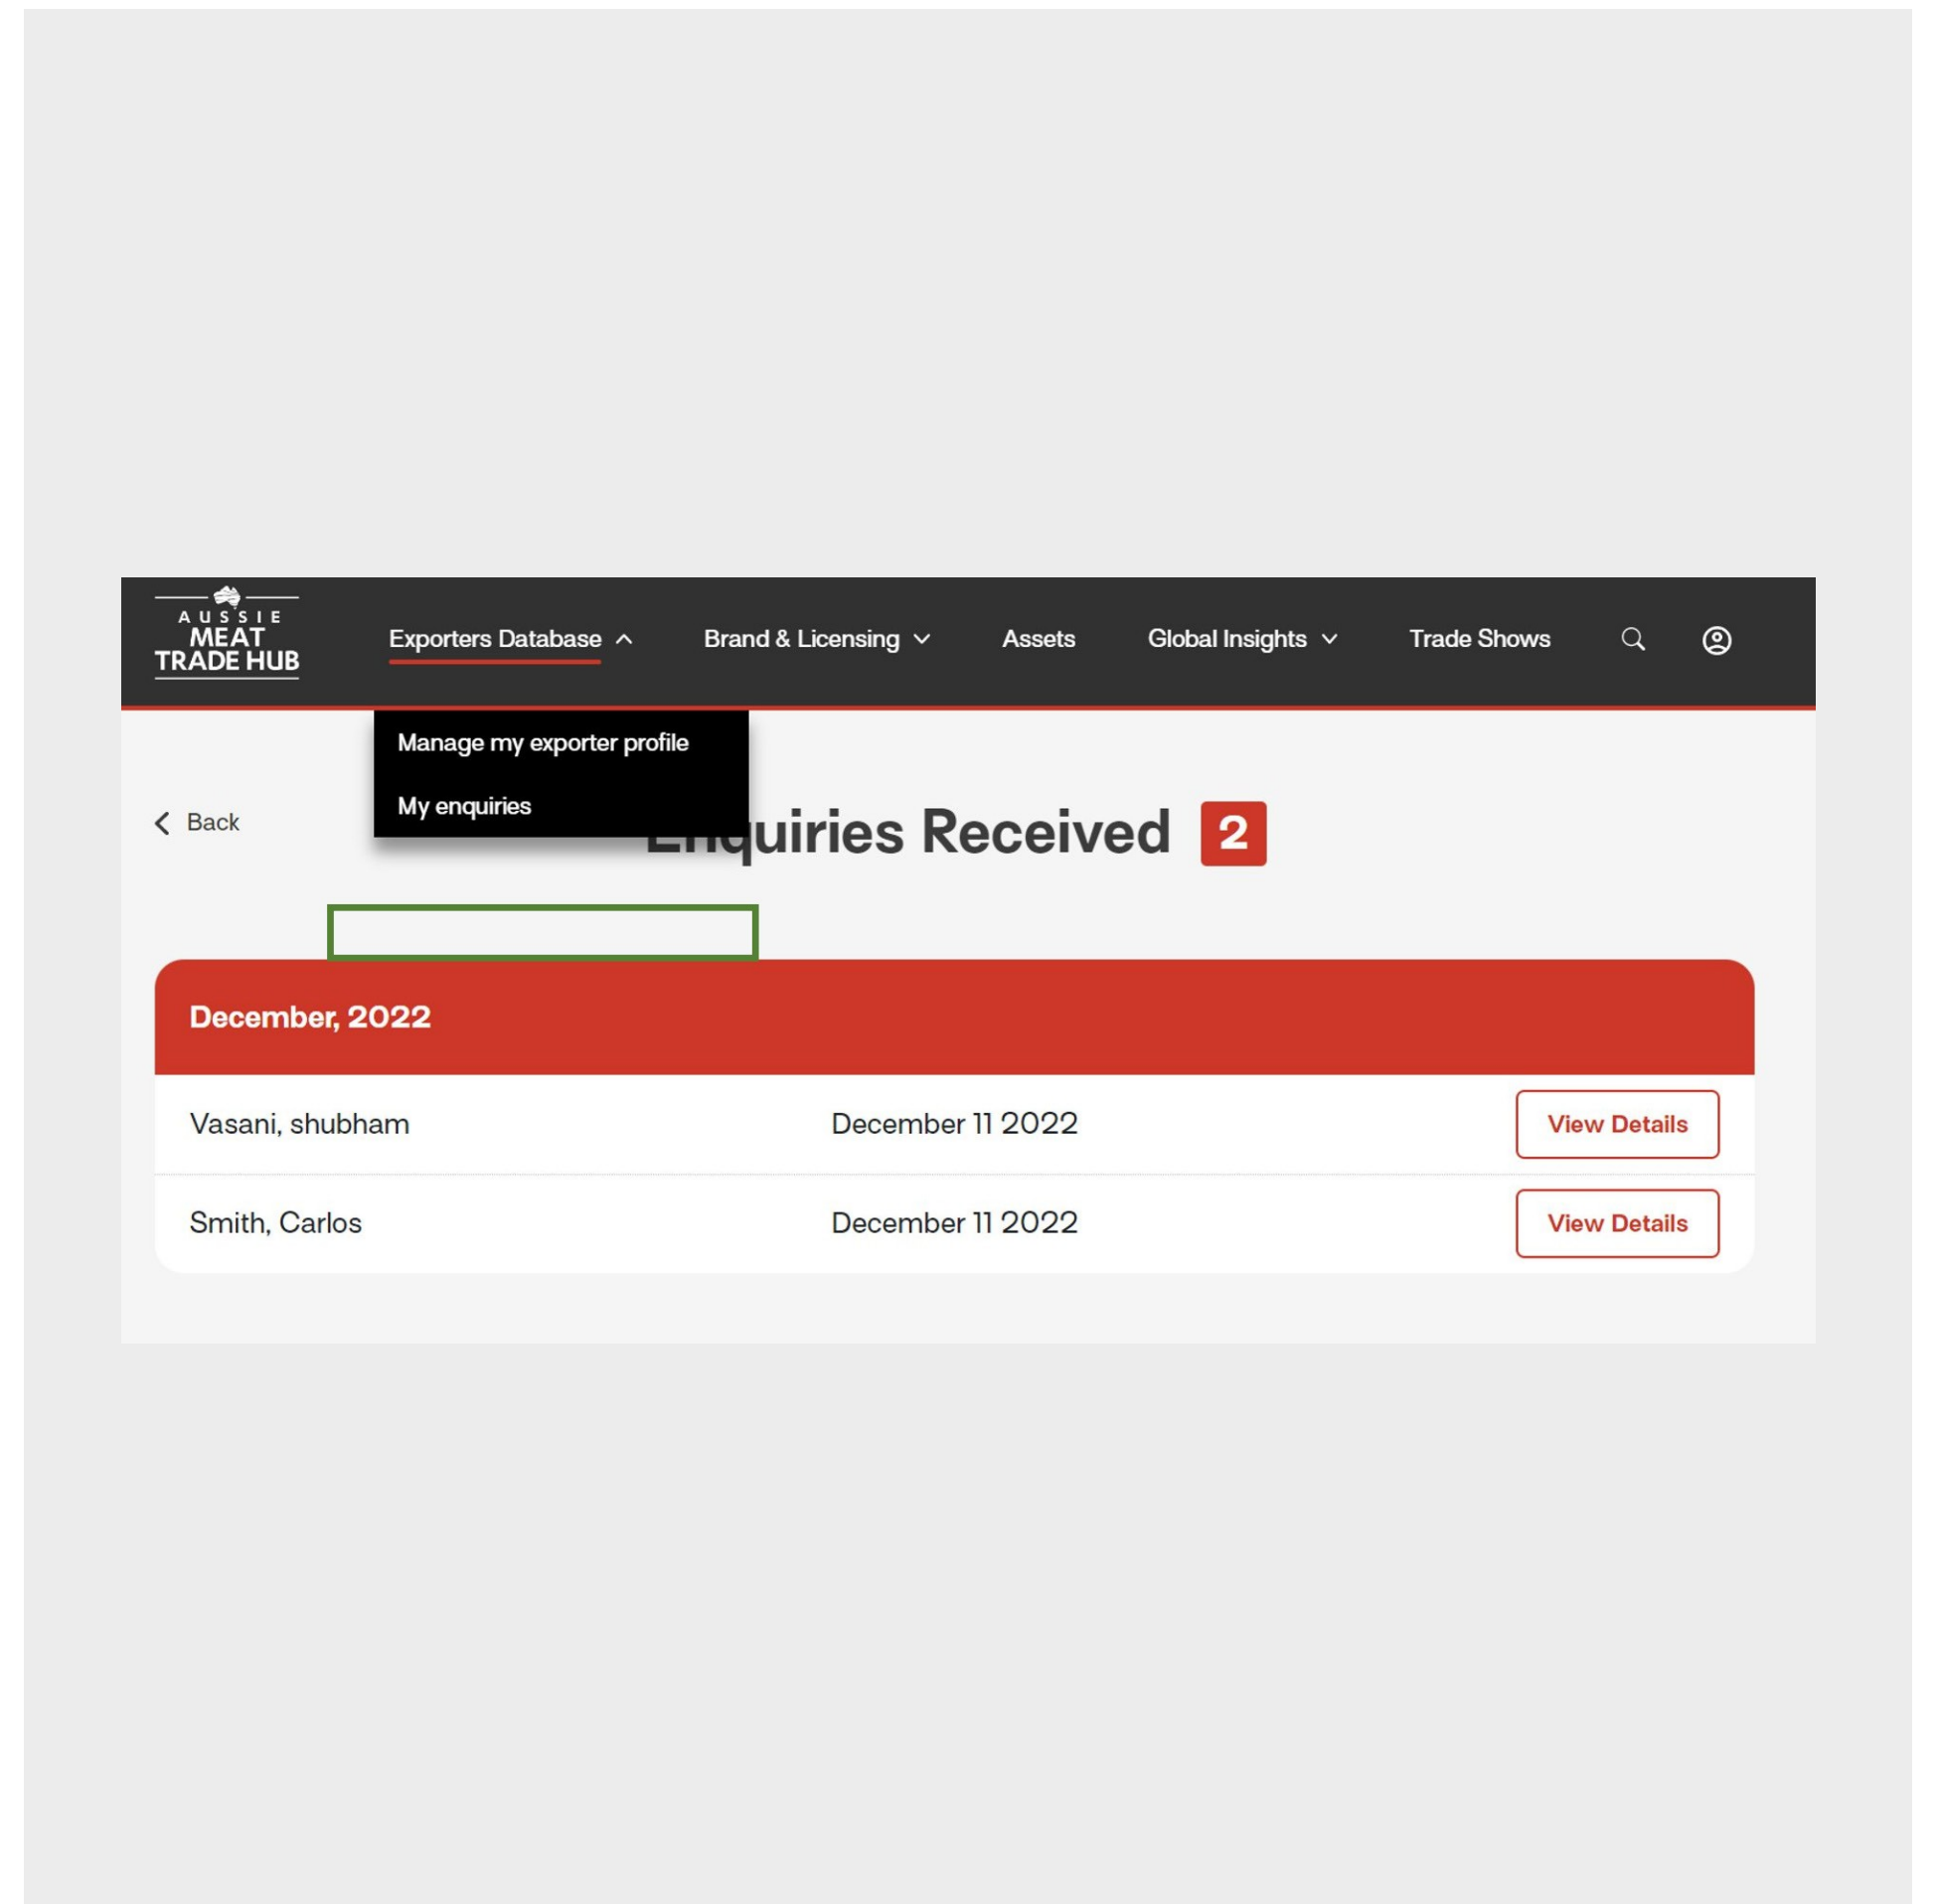 AUSSIE
MEAT
TRADE HUB
Exporters Database
Brand & Licensing
Assets
Global Insights
Trade Shows
Manage my exporter profile
My enquiries
Back
Enquiries Received 2
December, 2022
Vasani, shubham December 11 2022 View Details
Smith, Carlos December 11 2022 View Details